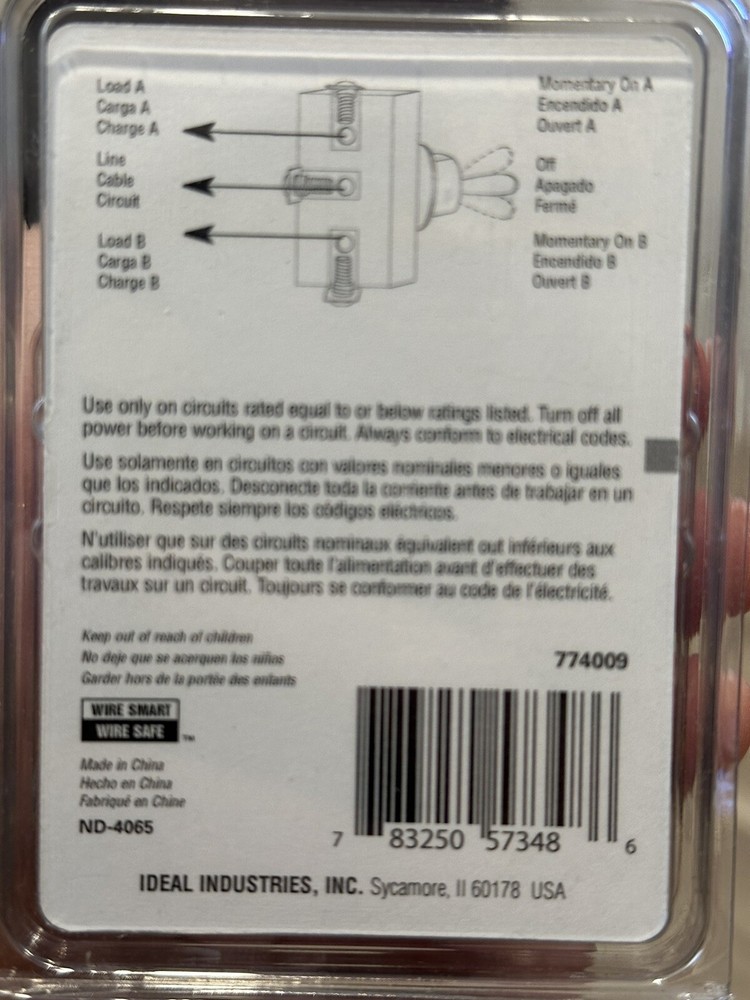 Load A
Carga A
Charge A
Line
Cable
Circuit
Load B
Carga B
Charge B
Momentary On A
Encendido A
Ouvert A
Off
Apagado
Fermé
Momentary On B
Encendido B
Ouvert B
Use only on circuits rated equal to or below ratings listed. Turn off all
power before working on a circuit. Always conform to electrical codes.
Use solamente en circuitos con valores nominales menores o iguales
que los indicados. Desconecte toda la corriente antes de trabajar en un
circuito. Respete siempre los códigos eléctricos.
N'utiliser que sur des circuits nominaux équivalent out inférieurs aux
calibres indiqués. Couper toute l'alimentation avant d'effectuer des
travaux sur un circuit. Toujours se conformer au code de l'électricité.
Keep out of reach of children
No deje que se acerquen los niños
Garder hors de la portée des enfants
774009
WIRE SMART
WIRE SAFE ™
Made in China
Hecho en China
Fabriqué en Chine
ND-4065
7 83250 57348 6
IDEAL INDUSTRIES, INC. Sycamore, Il 60178 USA